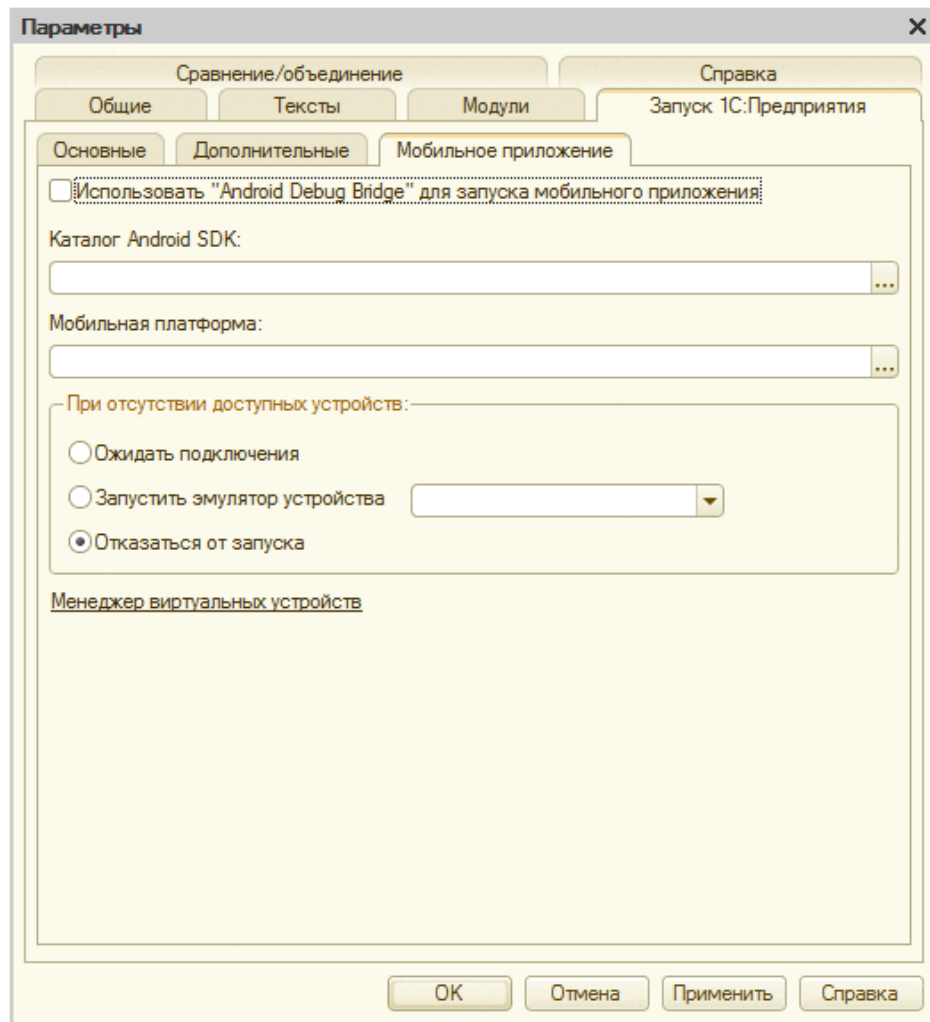 Параметры
Сравнение/объединение Справка
Общие Тексты Модули Запуск 1С:Предприятия
Основные Дополнительные Мобильное приложение
Использовать "Android Debug Bridge" для запуска мобильного приложения
Каталог Android SDK:
...
Мобильная платформа:
...
При отсутствии доступных устройств:
Ожидать подключения
Запустить эмулятор устройства
Отказаться от запуска
Менеджер виртуальных устройств
OK Отмена Применить Справка